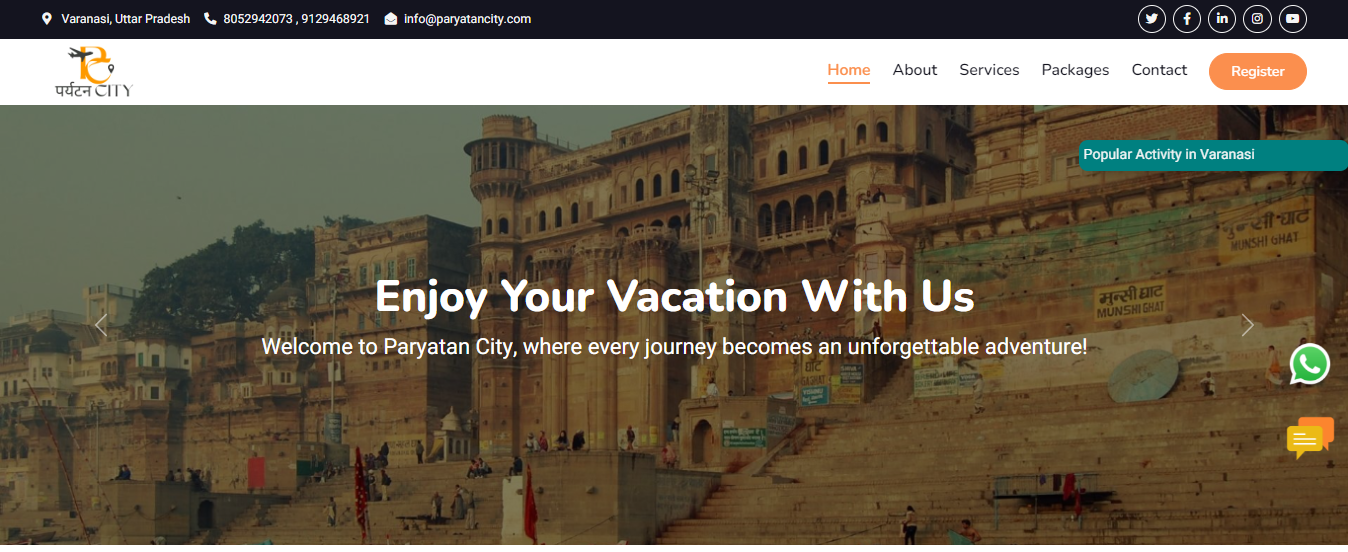 Varanasi, Uttar Pradesh 8052942073 , 9129468921 info@paryatancity.com
पर्यटन CITY
Home About Services Packages Contact Register
Popular Activity in Varanasi
मुन्सी घाट
MUNSHI GHAT
मुन्सी घाट
MUNSHI GHAT
Enjoy Your Vacation With Us
Welcome to Paryatan City, where every journey becomes an unforgettable adventure!